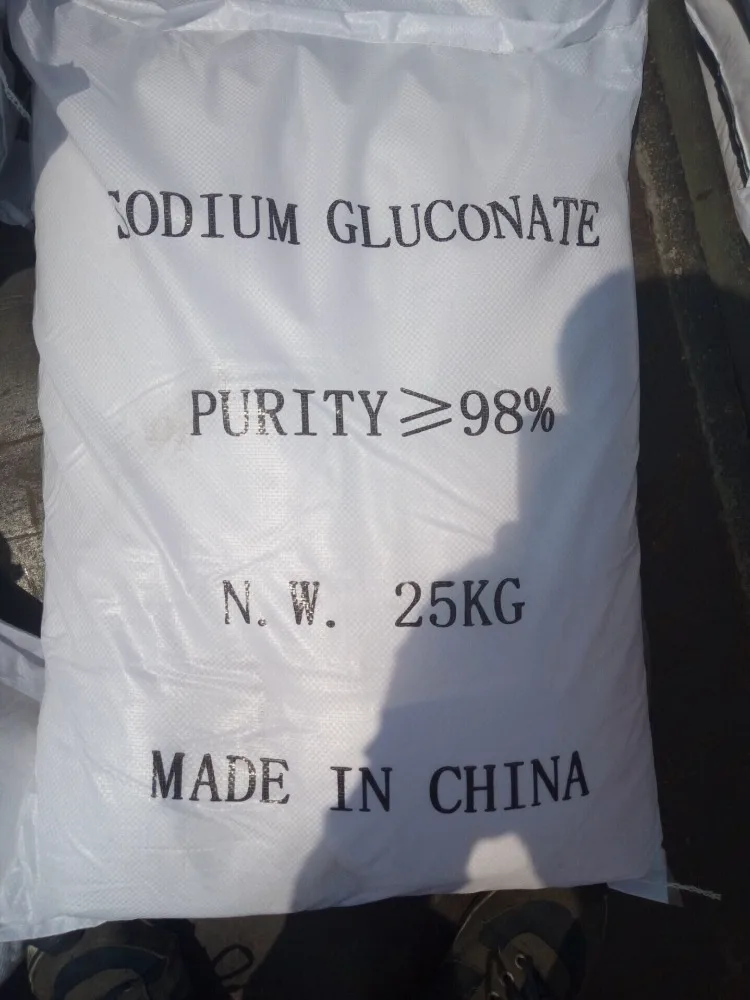 SODIUM GLUCONATE
PURITY≥98%
N.W. 25KG
MADE IN CHINA